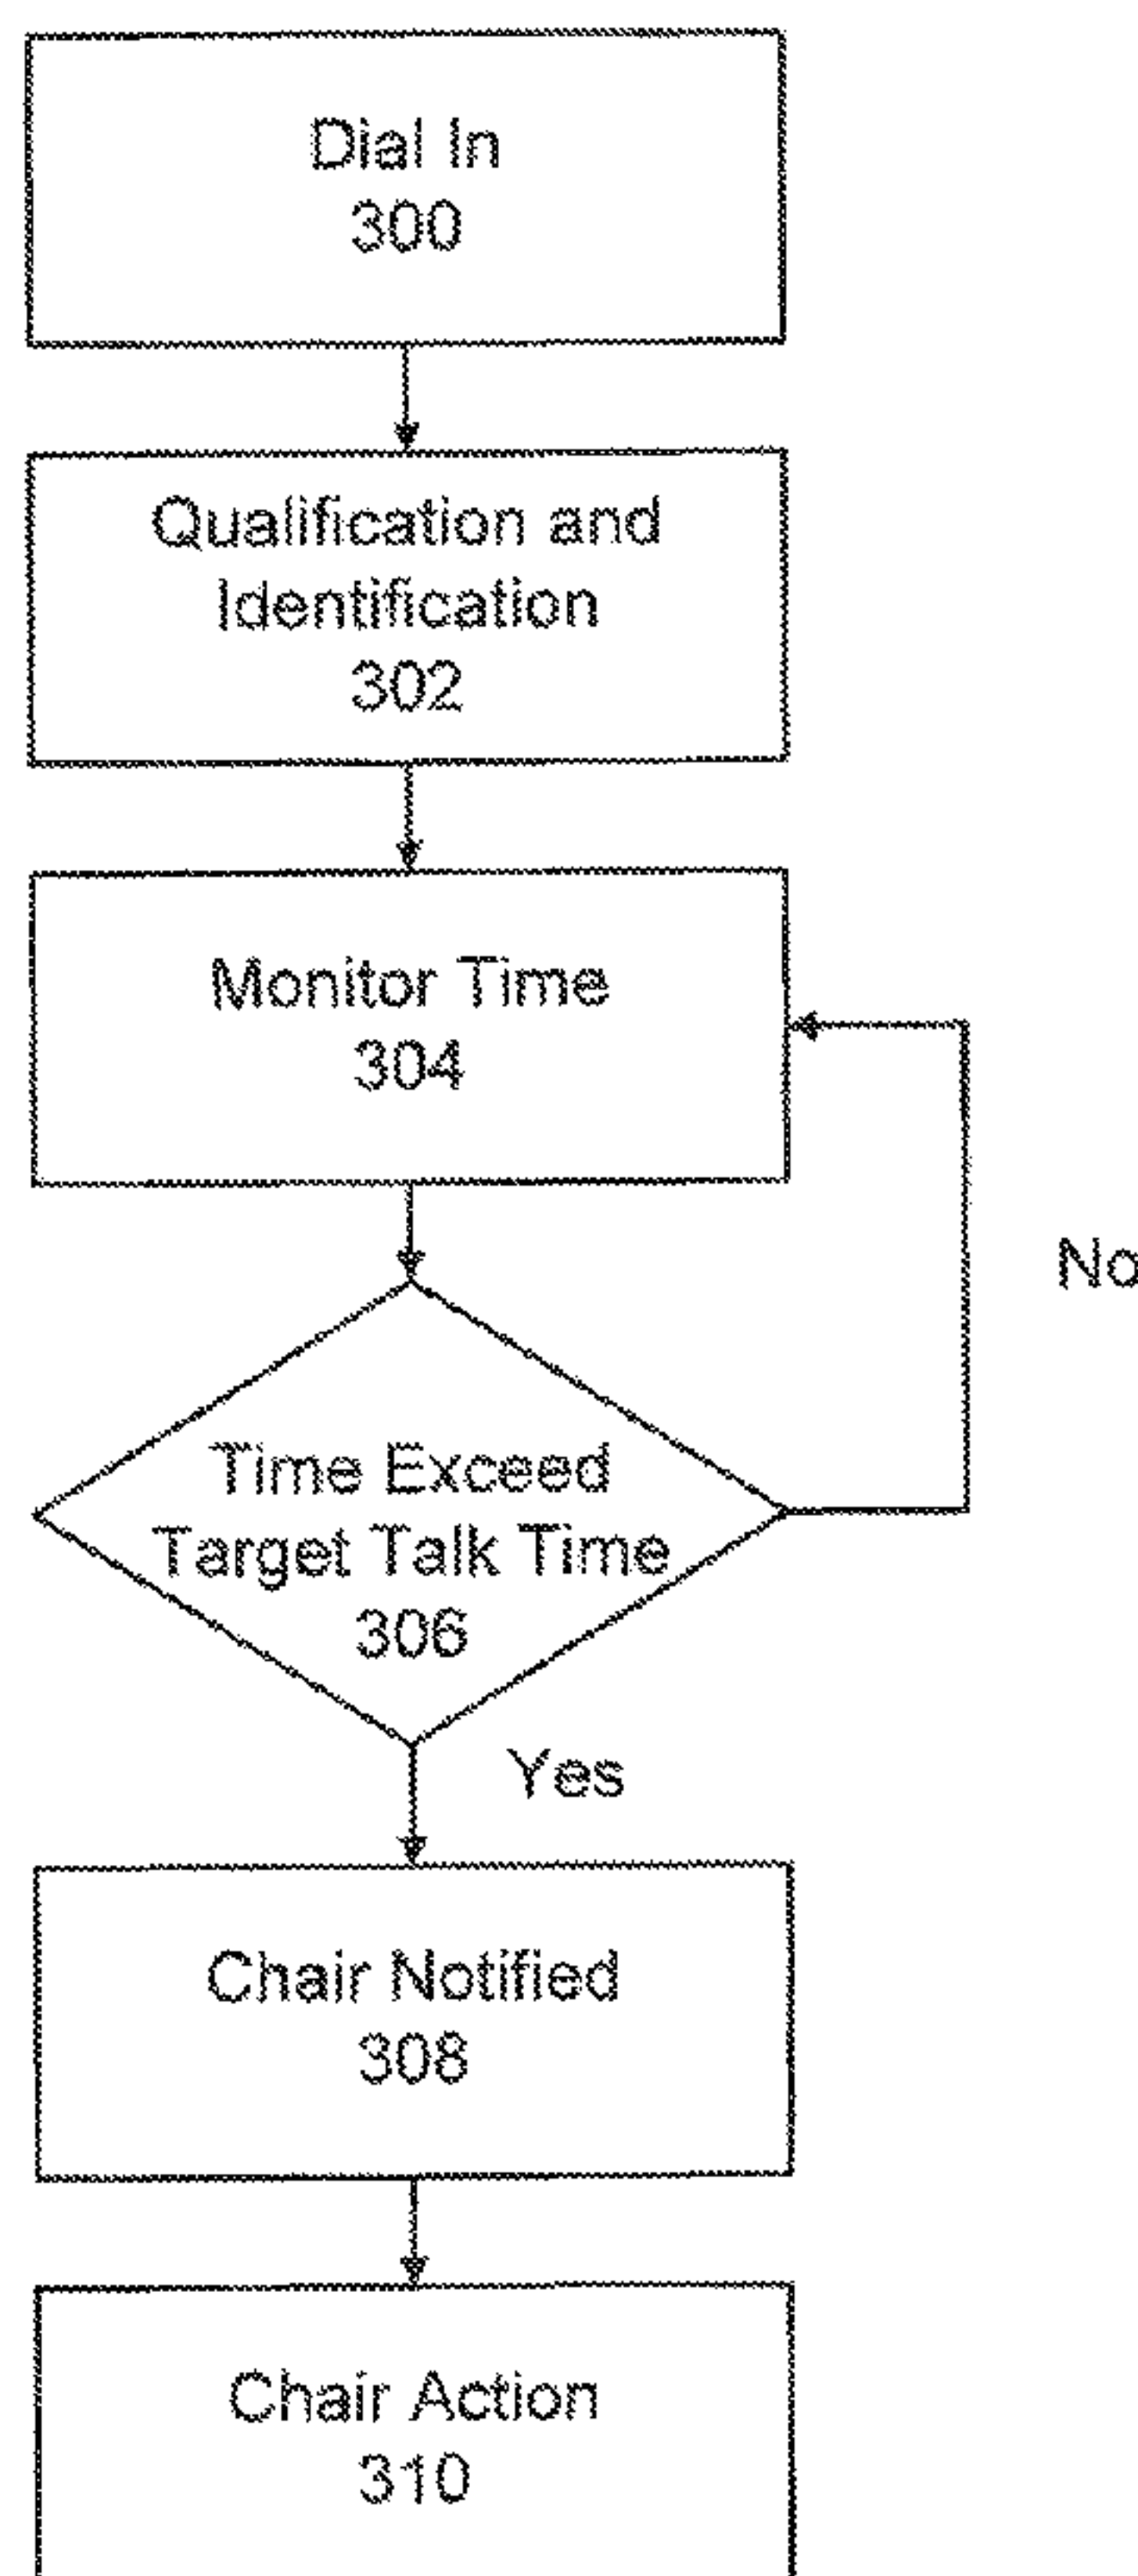 Dial In
300
Qualification and
Identification
302
Monitor Time
304
No
Time Exceed
Target Talk Time
306
Yes
Chair Notified
308
Chair Action
310